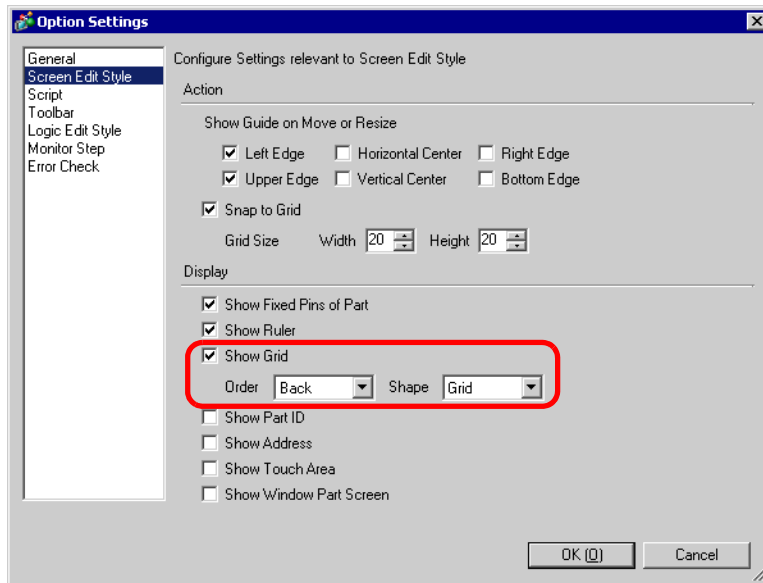 Option Settings
General
Screen Edit Style
Script
Toolbar
Logic Edit Style
Monitor Step
Error Check
Configure Settings relevant to Screen Edit Style
Action
Show Guide on Move or Resize
Left Edge Horizontal Center Right Edge
Upper Edge Vertical Center Bottom Edge
Snap to Grid
Grid Size Width 20 Height 20
Display
Show Fixed Pins of Part
Show Ruler
Show Grid
Order Back Shape Grid
Show Part ID
Show Address
Show Touch Area
Show Window Part Screen
OK (O) Cancel